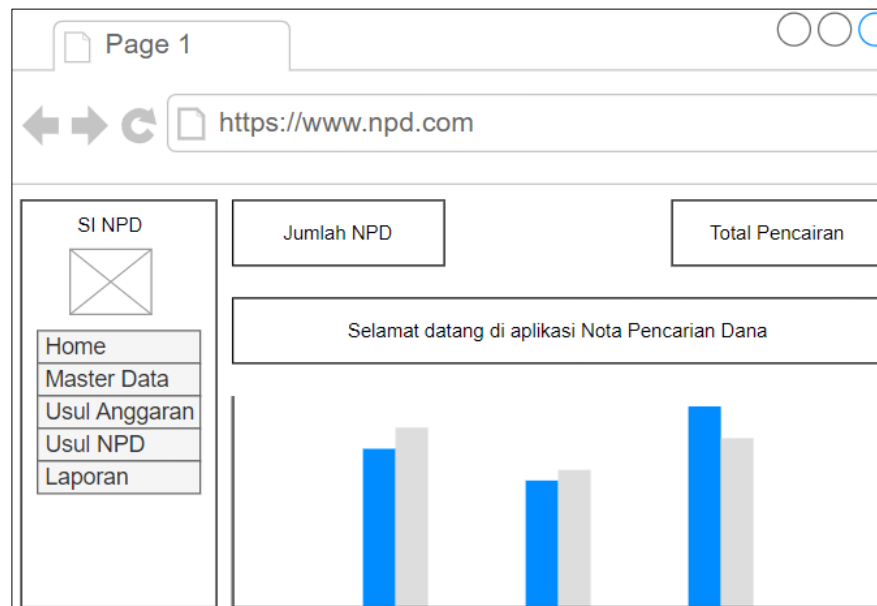 Page 1
https://www.npd.com
SI NPD
Jumlah NPD
Total Pencairan
Selamat datang di aplikasi Nota Pencarian Dana
Home
Master Data
Usul Anggaran
Usul NPD
Laporan